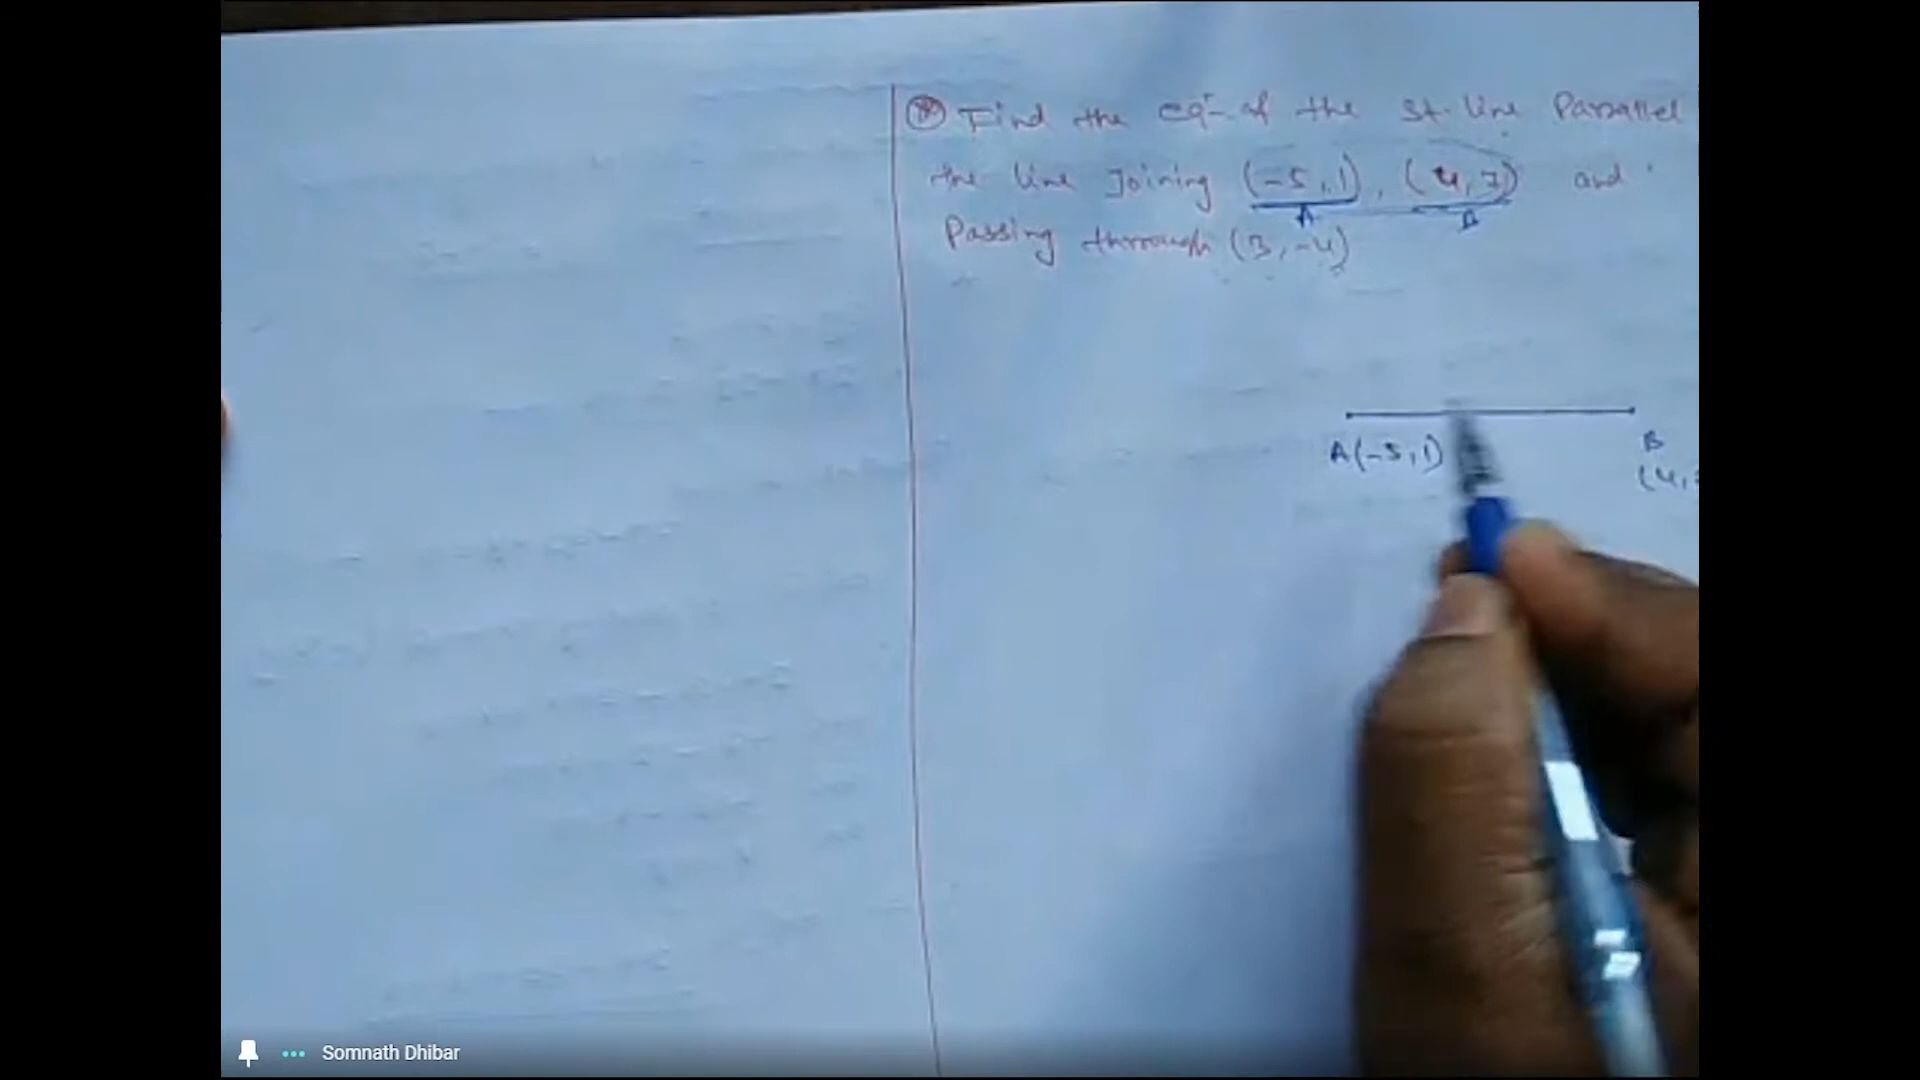 Find the eqn of the st. line Parallel
the line Joining (-5,1), (4,7) and
A B
Passing through (3,-4)
A(-5,1) B
(4,
Somnath Dhibar